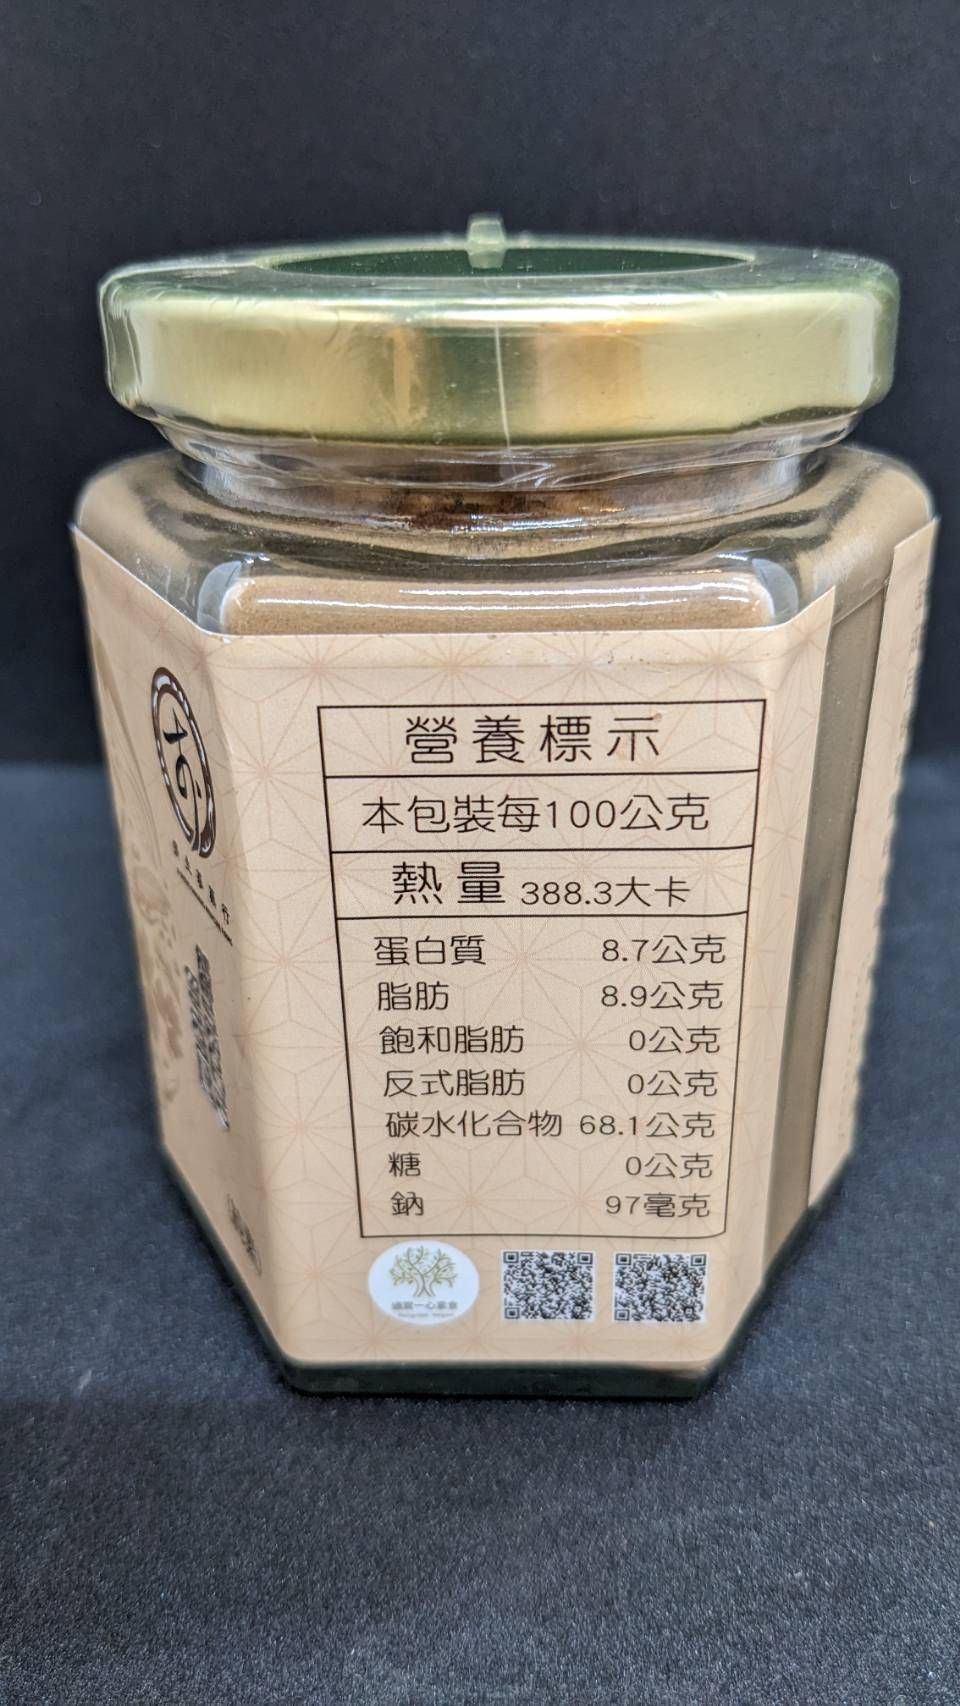 營養標示
本包裝每100公克
熱量 388.3大卡
蛋白質 8.7公克
脂肪 8.9公克
飽和脂肪 0公克
反式脂肪 0公克
碳水化合物 68.1公克
糖 0公克
鈉 97毫克